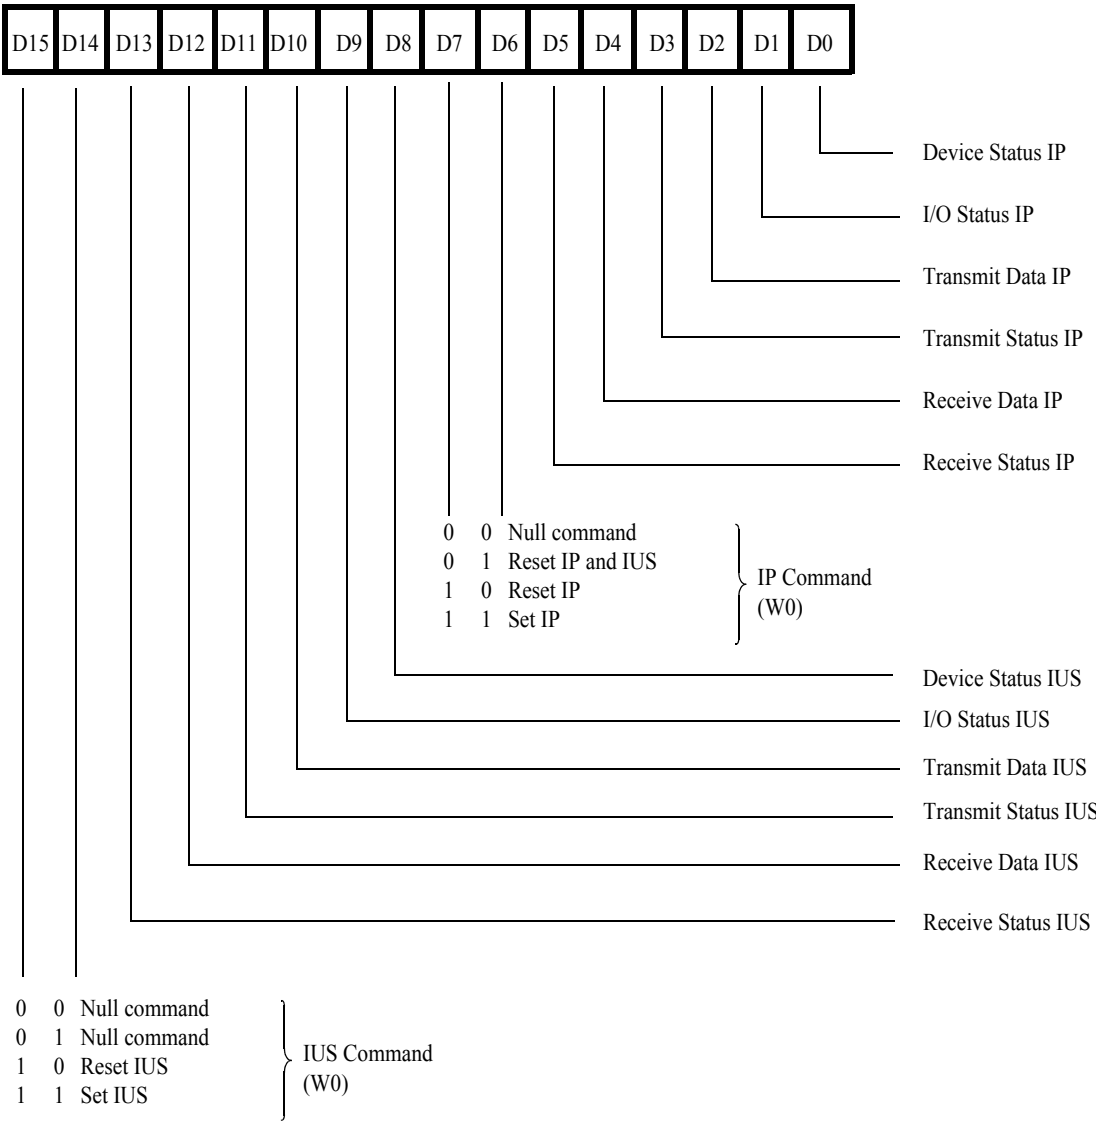 D15 D14 D13 D12 D11 D10 D9 D8 D7 D6 D5 D4 D3 D2 D1 D0
Device Status IP
I/O Status IP
Transmit Data IP
Transmit Status IP
Receive Data IP
Receive Status IP
0 0 Null command
0 1 Reset IP and IUS
1 0 Reset IP
1 1 Set IP
IP Command
(W0)
Device Status IUS
I/O Status IUS
Transmit Data IUS
Transmit Status IUS
Receive Data IUS
Receive Status IUS
0 0 Null command
0 1 Null command
1 0 Reset IUS
1 1 Set IUS
IUS Command
(W0)